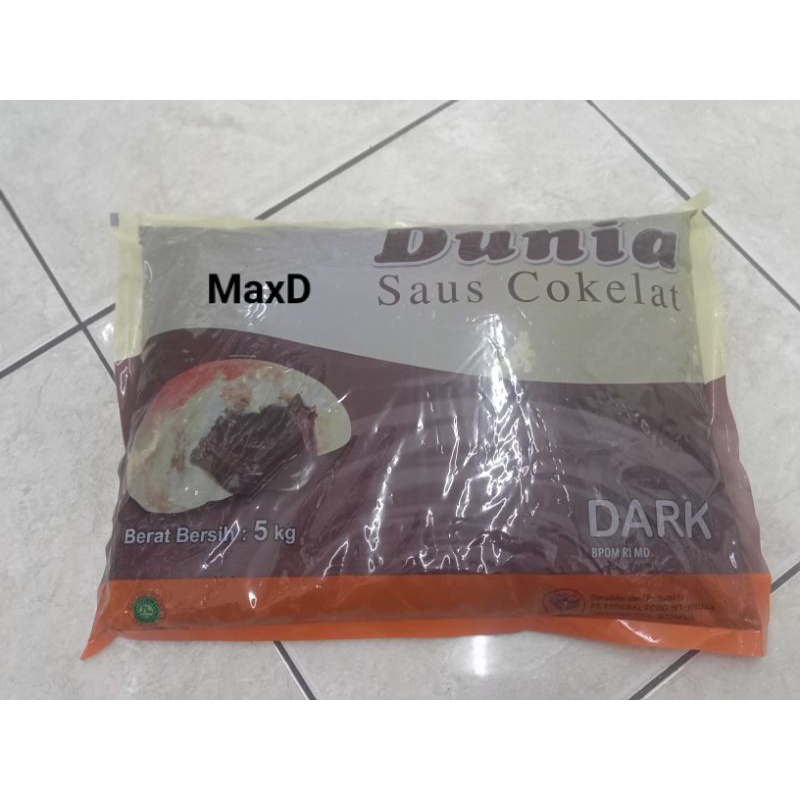 Dunia
Saus Cokelat
MaxD
DARK
Berat Bersih : 5 kg
BPOM RI MD